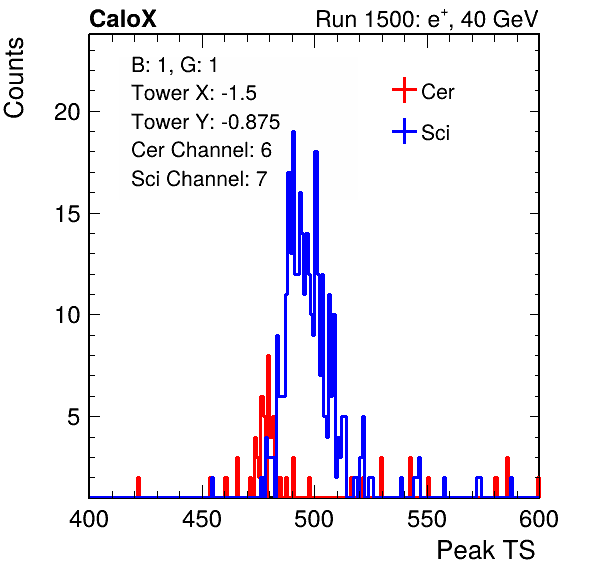 CaloX Run 1500: e⁺, 40 GeV
Counts
B: 1, G: 1
Tower X: -1.5
Tower Y: -0.875
Cer Channel: 6
Sci Channel: 7
Cer
Sci
20
15
10
5
400 450 500 550 600
Peak TS